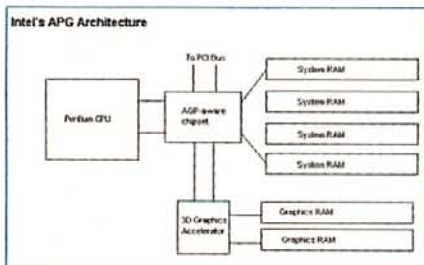 Intel's APG Architecture
To PCI Bus
System RAM
System RAM
System RAM
System RAM
Pentium CPU
AGP-aware
chipset
3D Graphics
Accelerator
Graphics RAM
Graphics RAM